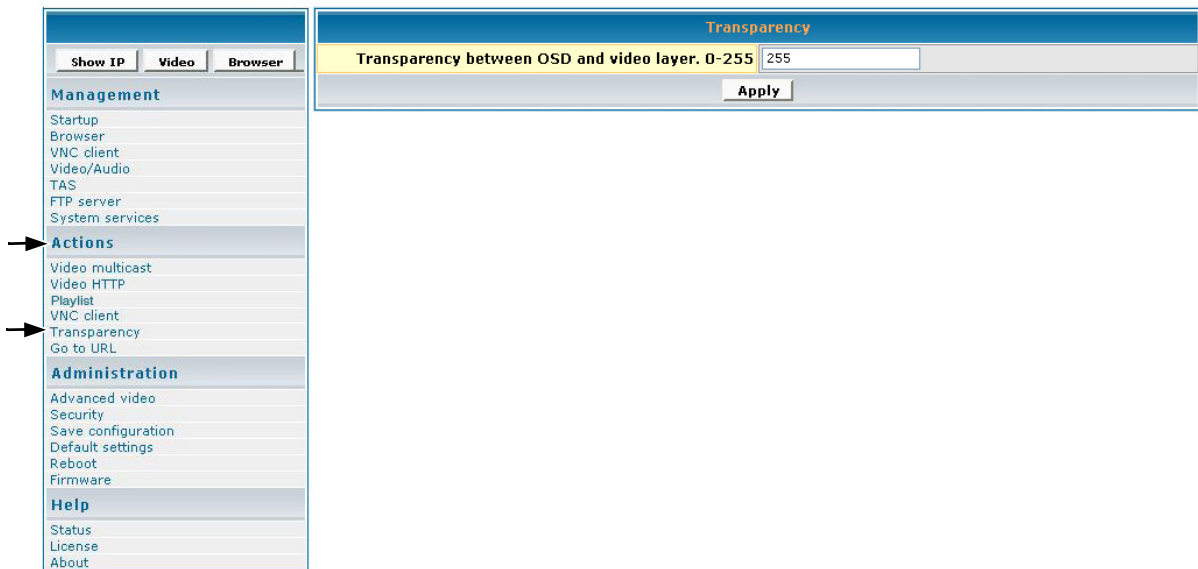 Show IP Video Browser
Management
Startup
Browser
VNC client
Video/Audio
TAS
FTP server
System services
Actions
Video multicast
Video HTTP
Playlist
VNC client
Transparency
Go to URL
Administration
Advanced video
Security
Save configuration
Default settings
Reboot
Firmware
Help
Status
License
About
Transparency
Transparency between OSD and video layer. 0-255 255
Apply